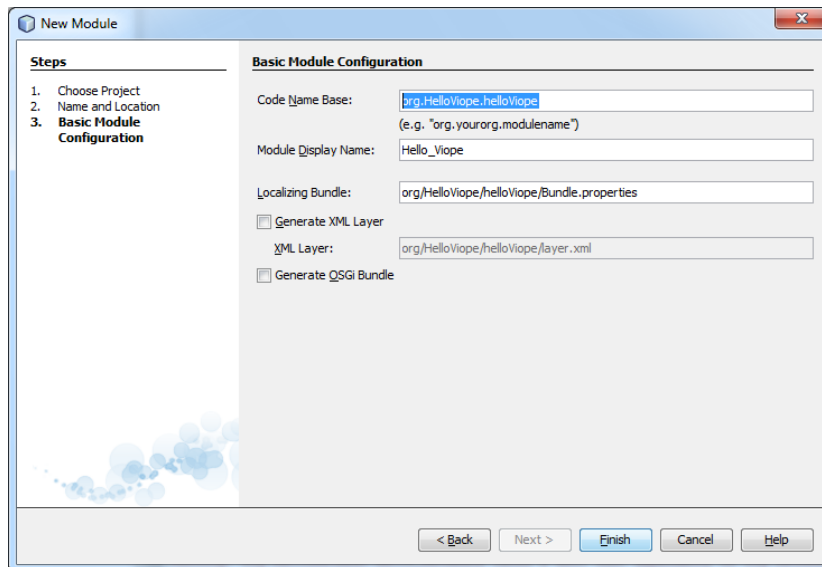 New Module
Steps
1. Choose Project
2. Name and Location
3. Basic Module
Configuration
Basic Module Configuration
Code Name Base: org.HelloViope.helloViope
(e.g. "org.yourorg.modulename")
Module Display Name: Hello_Viope
Localizing Bundle: org/HelloViope/helloViope/Bundle.properties
Generate XML Layer
XML Layer: org/HelloViope/helloViope/layer.xml
Generate OSGi Bundle
< Back Next > Finish Cancel Help